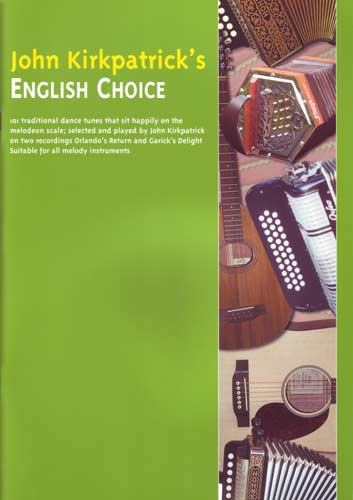 John Kirkpatrick's
ENGLISH CHOICE
101 traditional dance tunes that sit happily on the
melodeon scale; selected and played by John Kirkpatrick
on two recordings Orlando's Return and Garick's Delight
Suitable for all melody instruments